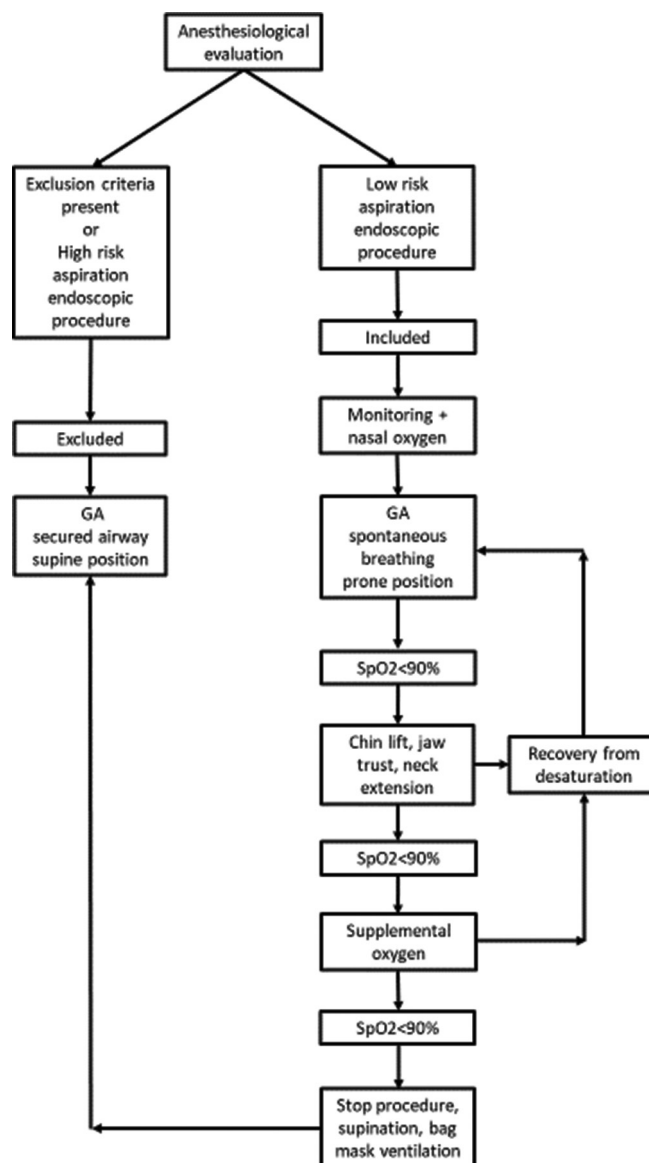 Anesthesiological
evaluation
Exclusion criteria
present
or
High risk
aspiration
endoscopic
procedure
Low risk
aspiration
endoscopic
procedure
Included
Excluded
Monitoring +
nasal oxygen
GA
secured airway
supine position
GA
spontaneous
breathing
prone position
SpO2<90%
Chin lift, jaw
trust, neck
extension
Recovery from
desaturation
SpO2<90%
Supplemental
oxygen
SpO2<90%
Stop procedure,
supination, bag
mask ventilation